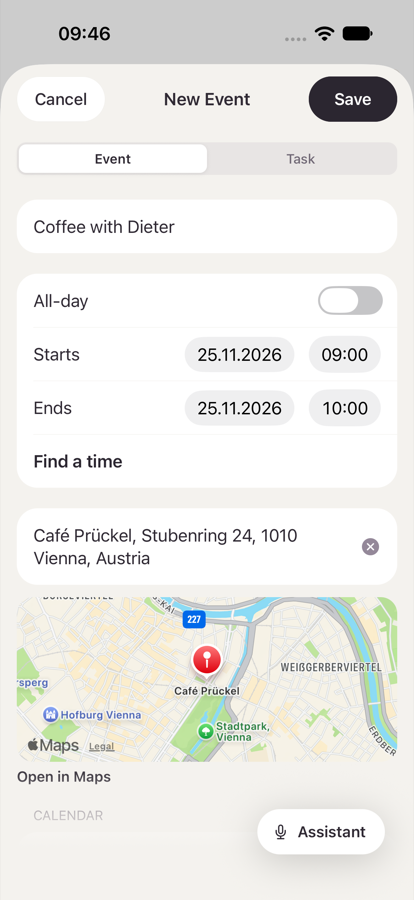 09:46
Cancel
New Event
Save
Event
Task
Coffee with Dieter
All-day
Starts
25.11.2026
09:00
Ends
25.11.2026
10:00
Find a time
Café Prückel, Stubenring 24, 1010
Vienna, Austria
227
WEIßGERBERVIERTEL
Café Prückel
Hofburg Vienna
Stadtpark,
Vienna
ERDBER
Maps
Legal
Open in Maps
CALENDAR
Assistant